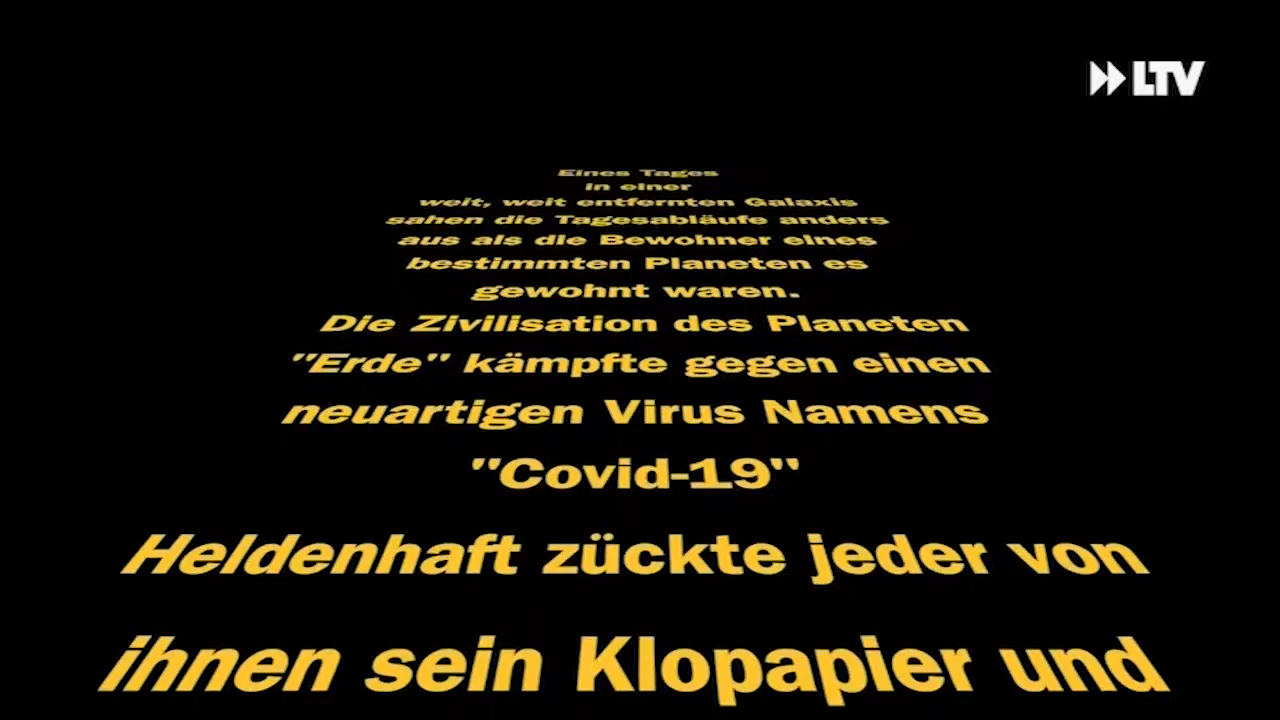 LTV
Eines Tages
in einer
weit, weit entfernten Galaxis
sahen die Tagesabläufe anders
aus als die Bewohner eines
bestimmten Planeten es
gewohnt waren.
Die Zivilisation des Planeten
"Erde" kämpfte gegen einen
neuartigen Virus Namens
"Covid-19"
Heldenhaft zückte jeder von
ihnen sein Klopapier und